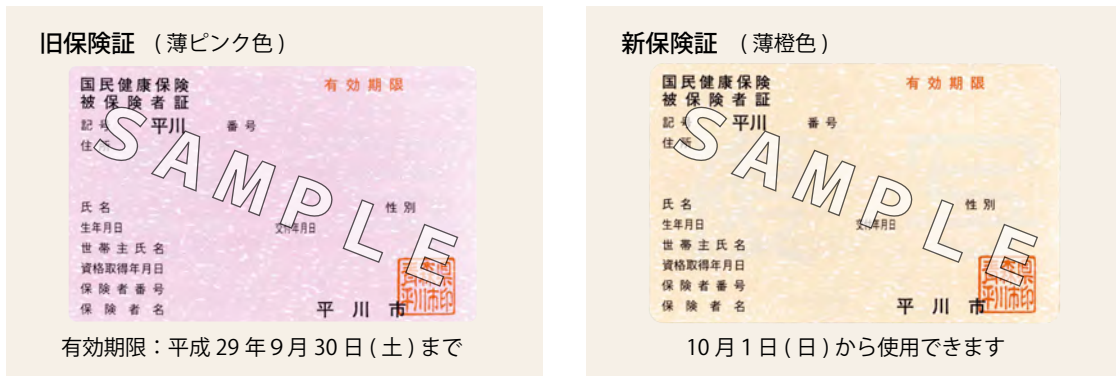 旧保険証 (薄ピンク色)
国民健康保険
被保険者証
有効期限
記号 平川 番号
住所
氏名 性別
生年月日 交付年月日
世帯主氏名
資格取得年月日
保険者番号
保険者名 平川市
SAMPLE
有効期限：平成 29 年９月 30 日 ( 土 ) まで
新保険証 (薄橙色)
国民健康保険
被保険者証
有効期限
記号 平川 番号
住所
氏名 性別
生年月日 交付年月日
世帯主氏名
資格取得年月日
保険者番号
保険者名 平川市
SAMPLE
10 月１日 ( 日 ) から使用できます